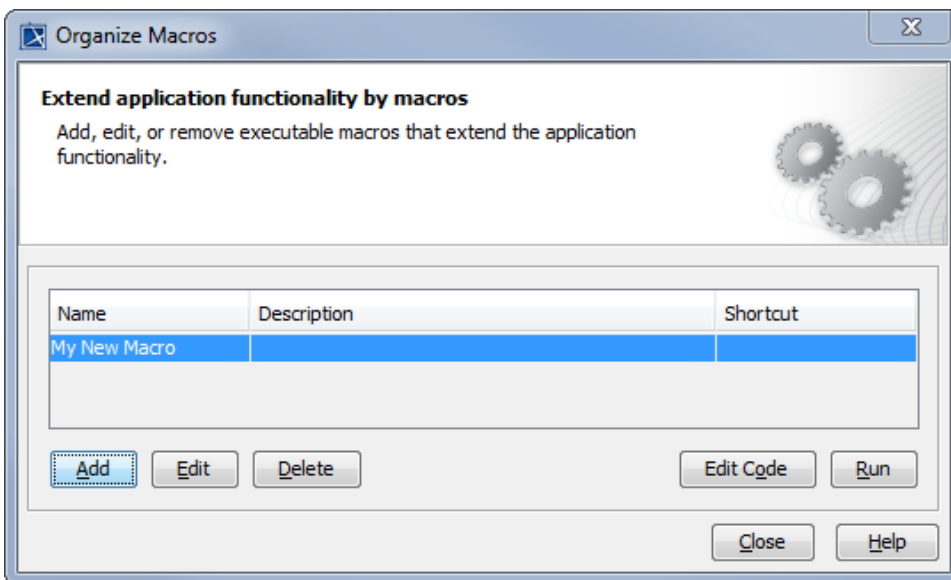 Organize Macros
Extend application functionality by macros
Add, edit, or remove executable macros that extend the application
functionality.
Name Description Shortcut
My New Macro
Add Edit Delete Edit Code Run
Close Help